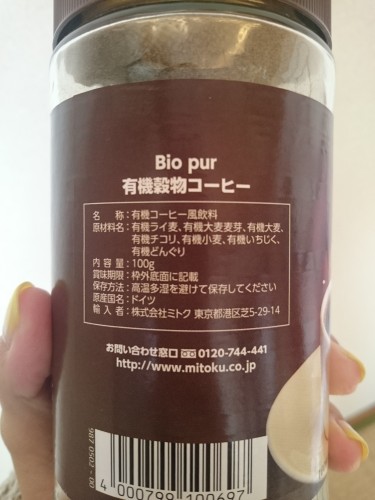 Bio pur
有機穀物コーヒー
名　　称：有機コーヒー風飲料
原材料名：有機ライ麦、有機大麦麦芽、有機大麦、
有機チコリ、有機小麦、有機いちじく、
有機どんぐり
内 容 量：100g
賞味期限：枠外底面に記載
保存方法：高温多湿を避けて保存してください
原産国名：ドイツ
輸 入 者：株式会社ミトク 東京都港区芝5-29-14
お問い合わせ窓口 0120-744-441
http://www.mitoku.co.jp
987 0502 - 00
4 000799 100697